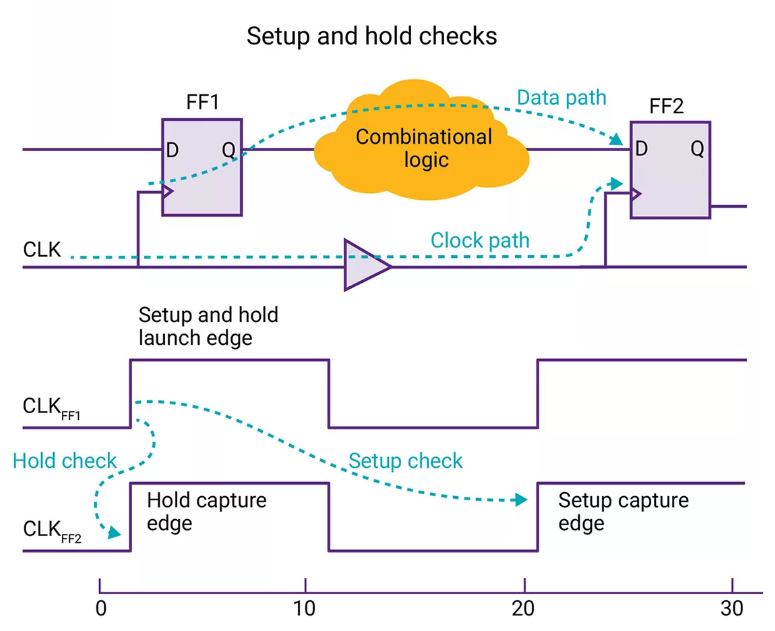 Setup and hold checks
FF1
Data path
FF2
D
Q
Combinational
logic
D
Q
CLK
Clock path
Setup and hold
launch edge
CLKFF1
Hold check
Setup check
Hold capture
edge
Setup capture
edge
CLKFF2
0
10
20
30